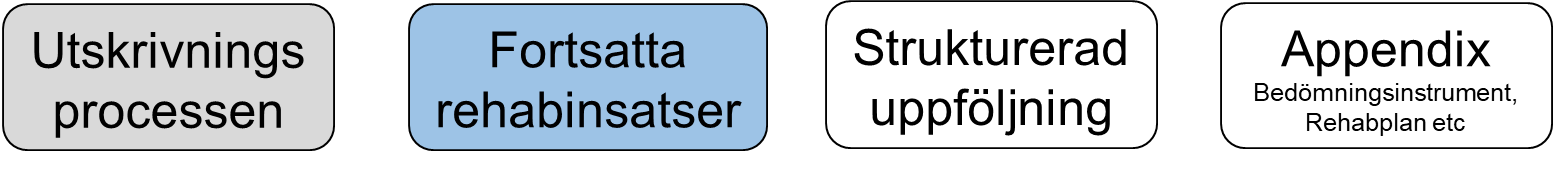 Utskrivnings
processen
Fortsatta
rehabinsatser
Strukturerad
uppföljning
Appendix
Bedömningsinstrument,
Rehabplan etc